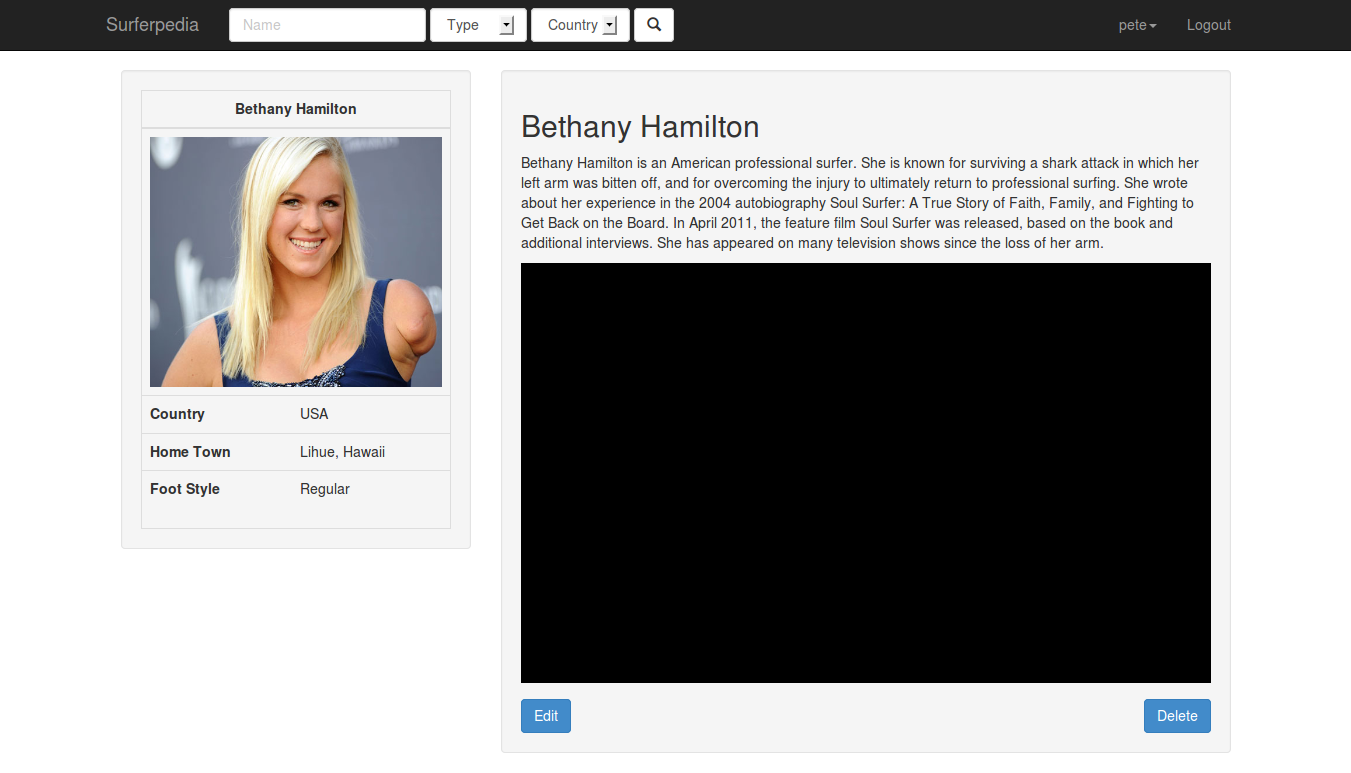 Surferpedia
Name
Type
Country
pete
Logout
Bethany Hamilton
Country USA
Home Town Lihue, Hawaii
Foot Style Regular
Bethany Hamilton
Bethany Hamilton is an American professional surfer. She is known for surviving a shark attack in which her
left arm was bitten off, and for overcoming the injury to ultimately return to professional surfing. She wrote
about her experience in the 2004 autobiography Soul Surfer: A True Story of Faith, Family, and Fighting to
Get Back on the Board. In April 2011, the feature film Soul Surfer was released, based on the book and
additional interviews. She has appeared on many television shows since the loss of her arm.
Edit
Delete